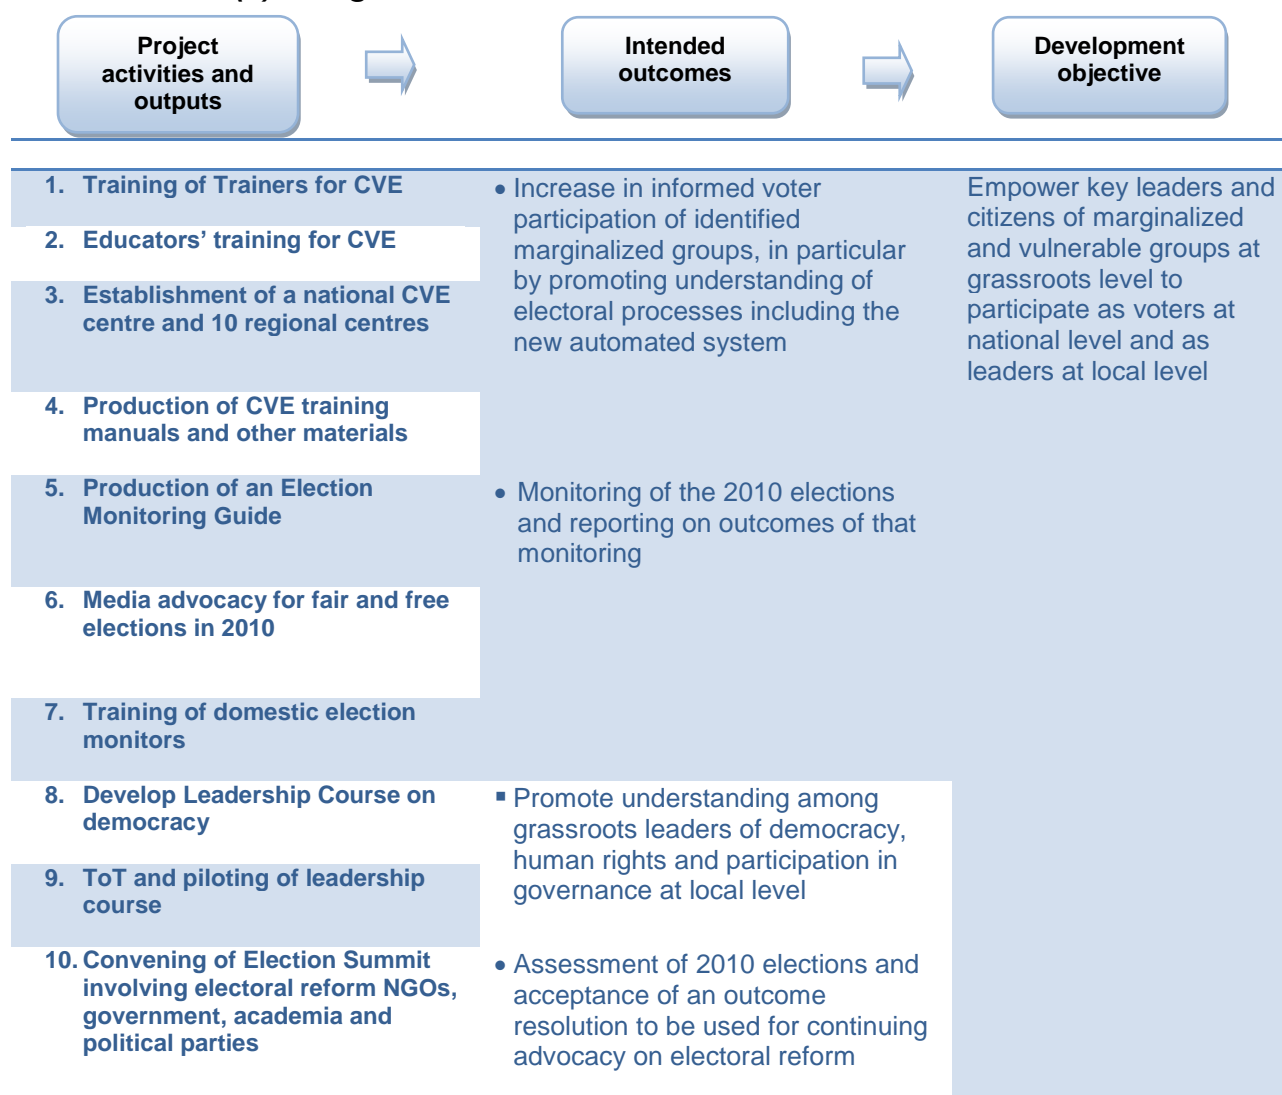 Project
activities and
outputs
Intended
outcomes
Development
objective
1. Training of Trainers for CVE
2. Educators’ training for CVE
3. Establishment of a national CVE
centre and 10 regional centres
4. Production of CVE training
manuals and other materials
5. Production of an Election
Monitoring Guide
6. Media advocacy for fair and free
elections in 2010
7. Training of domestic election
monitors
8. Develop Leadership Course on
democracy
9. ToT and piloting of leadership
course
10. Convening of Election Summit
involving electoral reform NGOs,
government, academia and
political parties
• Increase in informed voter
participation of identified
marginalized groups, in particular
by promoting understanding of
electoral processes including the
new automated system
• Monitoring of the 2010 elections
and reporting on outcomes of that
monitoring
▪ Promote understanding among
grassroots leaders of democracy,
human rights and participation in
governance at local level
• Assessment of 2010 elections and
acceptance of an outcome
resolution to be used for continuing
advocacy on electoral reform
Empower key leaders and
citizens of marginalized
and vulnerable groups at
grassroots level to
participate as voters at
national level and as
leaders at local level